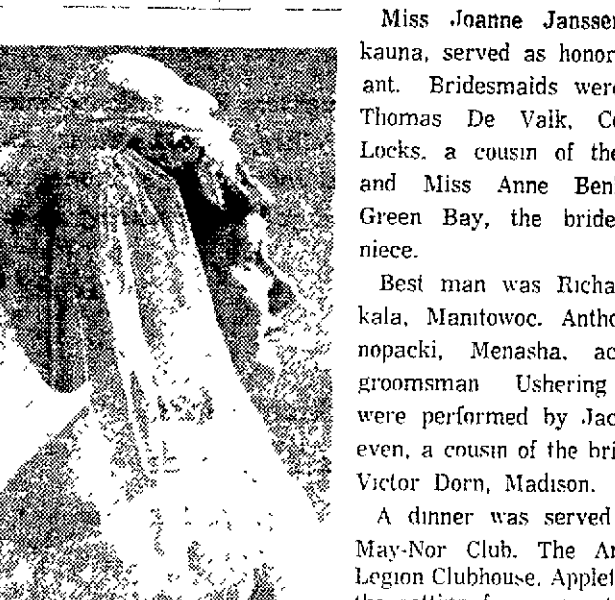 Miss Joanne Jansse
kauna, served as honor
ant. Bridesmaids were
Thomas De Valk, C
Locks, a cousin of the
and Miss Anne Ben
Green Bay, the bride
niece.
Best man was Richa
kala, Manitowoc. Antho
nopacki, Menasha, ac
groomsman Ushering
were performed by Jac
even, a cousin of the bri
Victor Dorn, Madison.
A dinner was served
May-Nor Club. The A
Legion Clubhouse, Applet